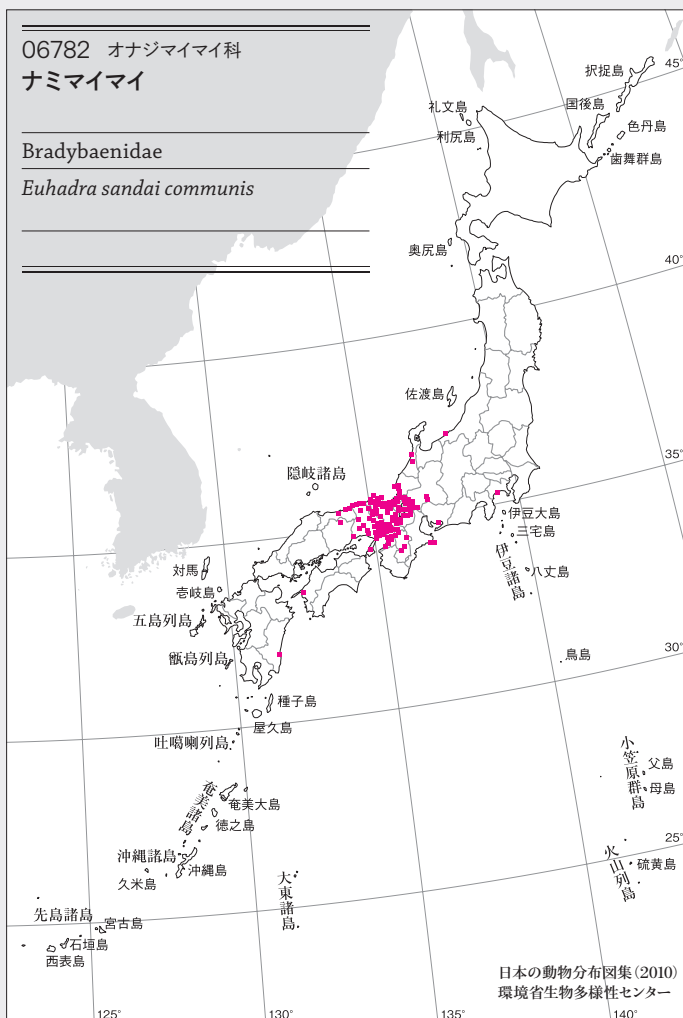 06782 オナジマイマイ科
ナミマイマイ
Bradybaenidae
Euhadra sandai communis
択捉島
45°
国後島
礼文島
色丹島
利尻島
歯舞群島
奥尻島
40°
佐渡島
35°
隠岐諸島
伊豆大島
三宅島
伊豆諸島
八丈島
対馬
壱岐島
五島列島
甑島列島
鳥島
30°
種子島
屋久島
吐噶喇列島
小笠原群島
父島
母島
奄美諸島
奄美大島
徳之島
沖縄諸島
沖縄島
久米島
25°
火山列島
硫黄島
大東諸島
先島諸島
宮古島
石垣島
西表島
日本の動物分布図集(2010)
環境省生物多様性センター
125°
130°
135°
140°